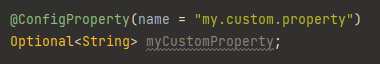 @ConfigProperty(name = "my.custom.property")
Optional<String> myCustomProperty;